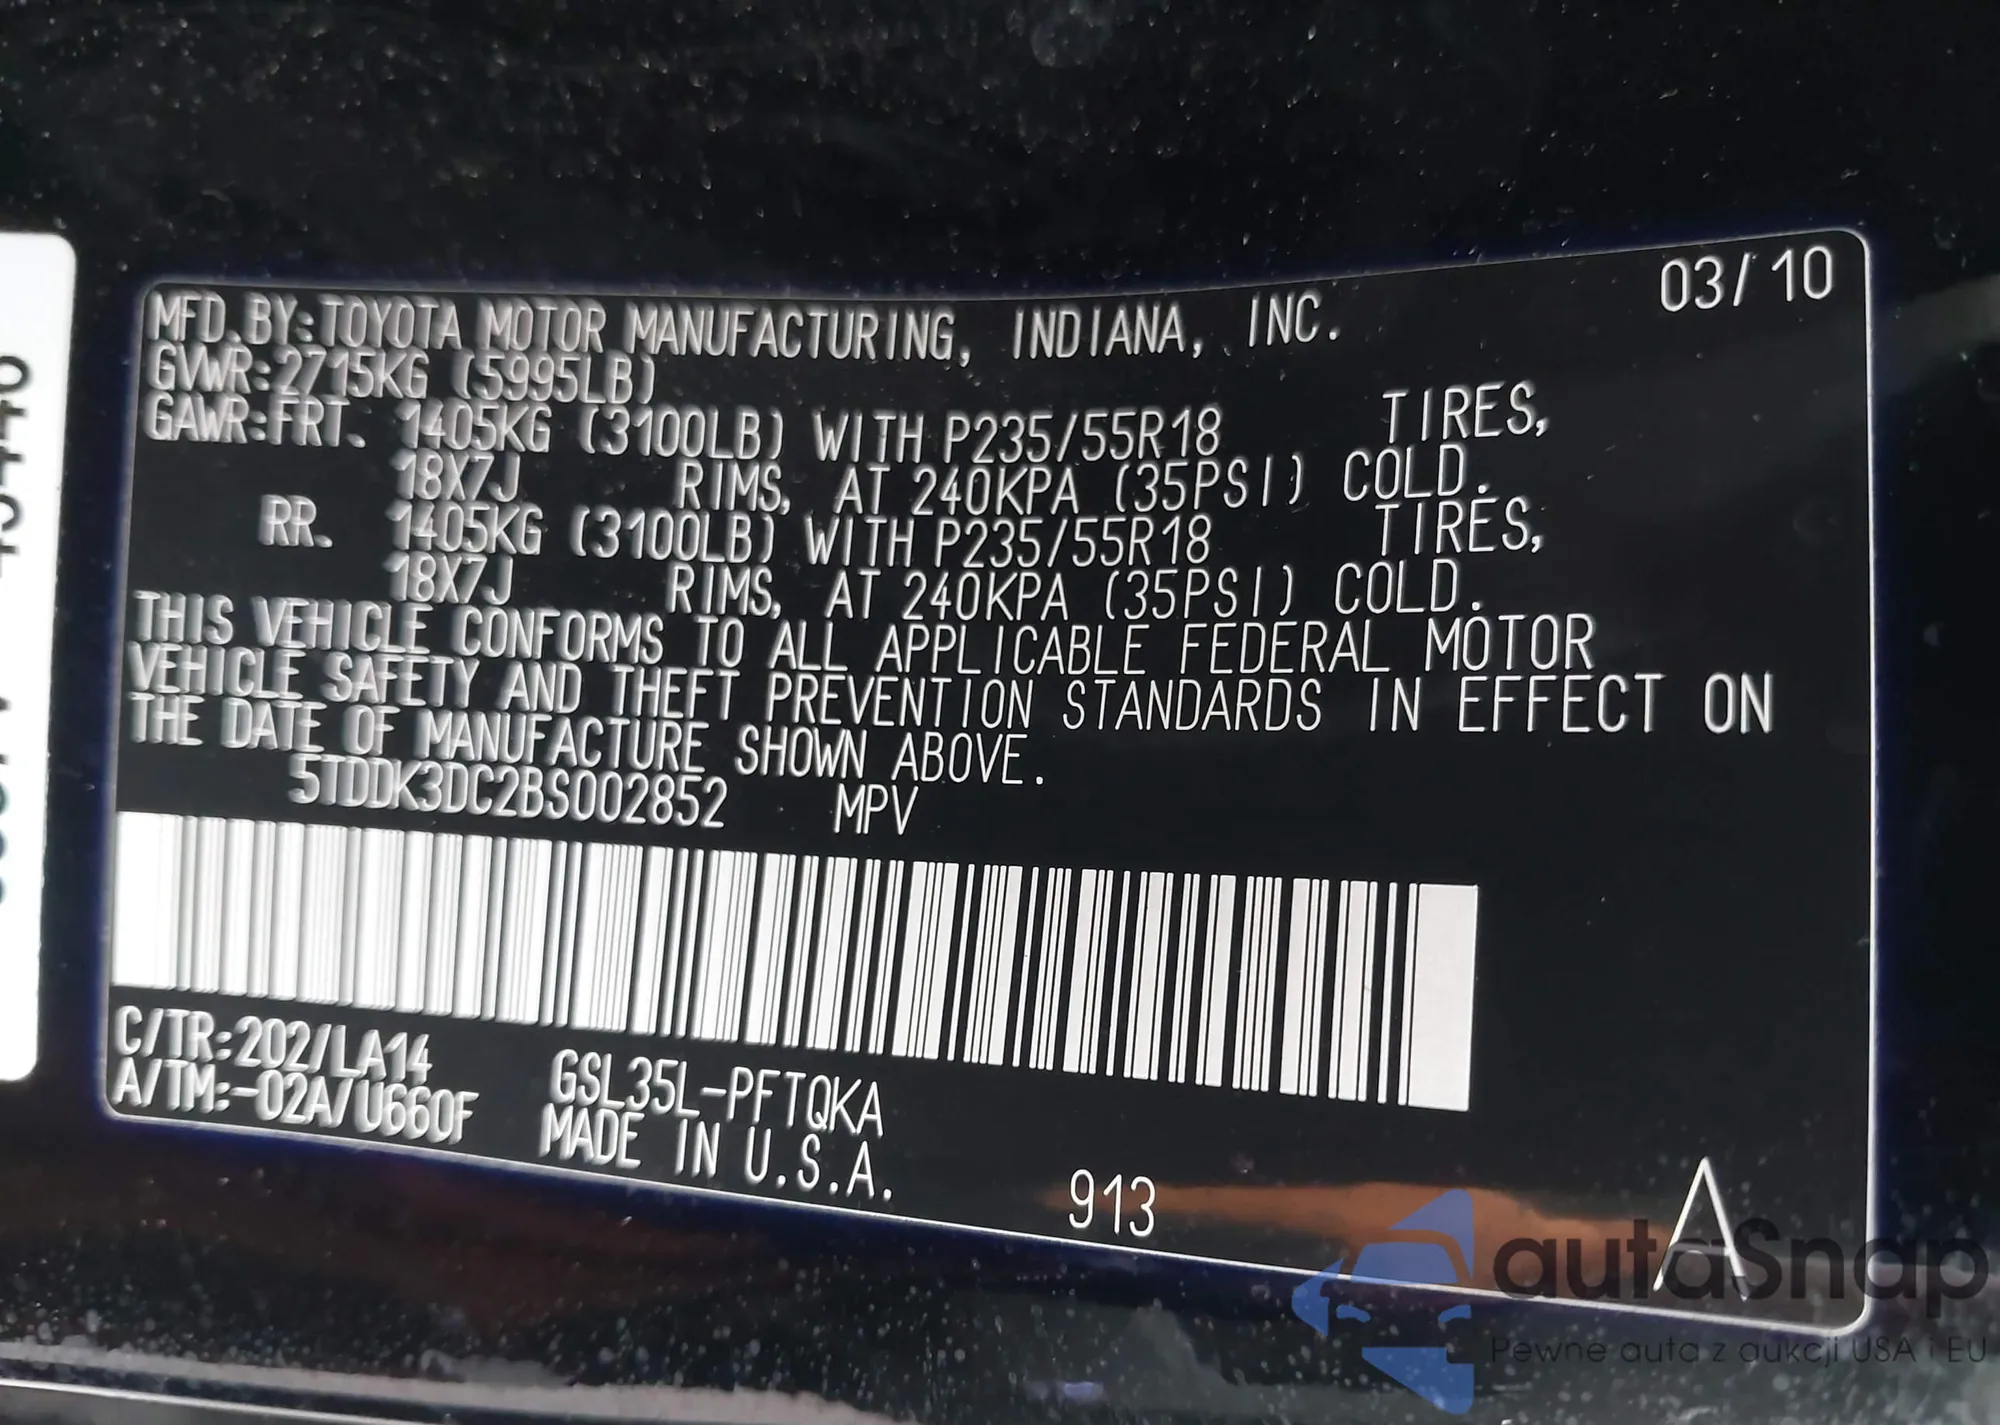 03/10
MFD.BY:TOYOTA MOTOR MANUFACTURING, INDIANA, INC.
GVWR:2715KG (5995LB)
GAWR:FRT. 1405KG (3100LB) WITH P235/55R18 TIRES,
18X7J RIMS, AT 240KPA (35PSI) COLD.
RR. 1405KG (3100LB) WITH P235/55R18 TIRES,
18X7J RIMS, AT 240KPA (35PSI) COLD.
THIS VEHICLE CONFORMS TO ALL APPLICABLE FEDERAL MOTOR
VEHICLE SAFETY AND THEFT PREVENTION STANDARDS IN EFFECT ON
THE DATE OF MANUFACTURE SHOWN ABOVE.
5TDDK3DC2BS002852 MPV
C/TR:202/LA14 GSL35L-PFTQKA
A/TM:-02A/U660F MADE IN U.S.A.
913
A
autaSnap
Pewne auta z aukcji USA i EU